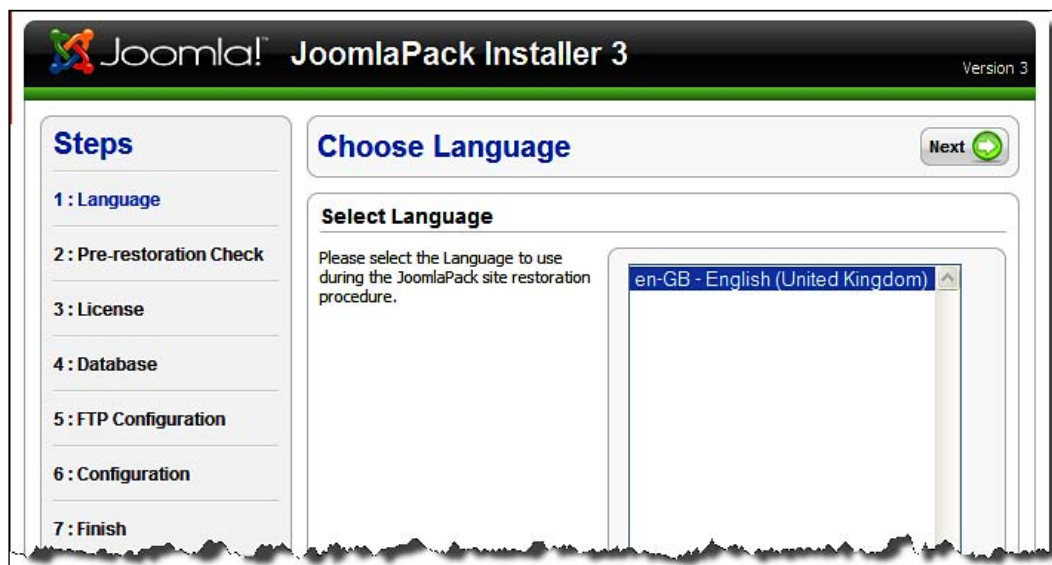 Joomla!™ JoomlaPack Installer 3
Version 3
Steps
1 : Language
2 : Pre-restoration Check
3 : License
4 : Database
5 : FTP Configuration
6 : Configuration
7 : Finish
Choose Language
Next
Select Language
Please select the Language to use
during the JoomlaPack site restoration
procedure.
en-GB - English (United Kingdom)